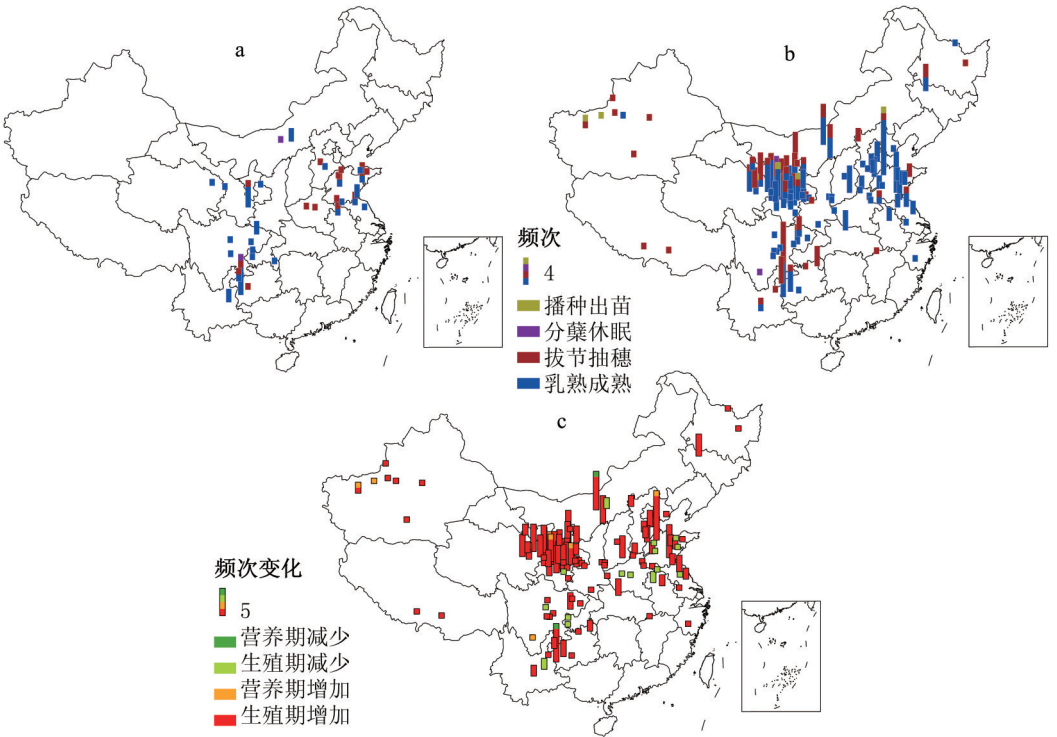 a
b
频次
4
播种出苗
分蘖休眠
拔节抽穗
乳熟成熟
c
频次变化
5
营养期减少
生殖期减少
营养期增加
生殖期增加